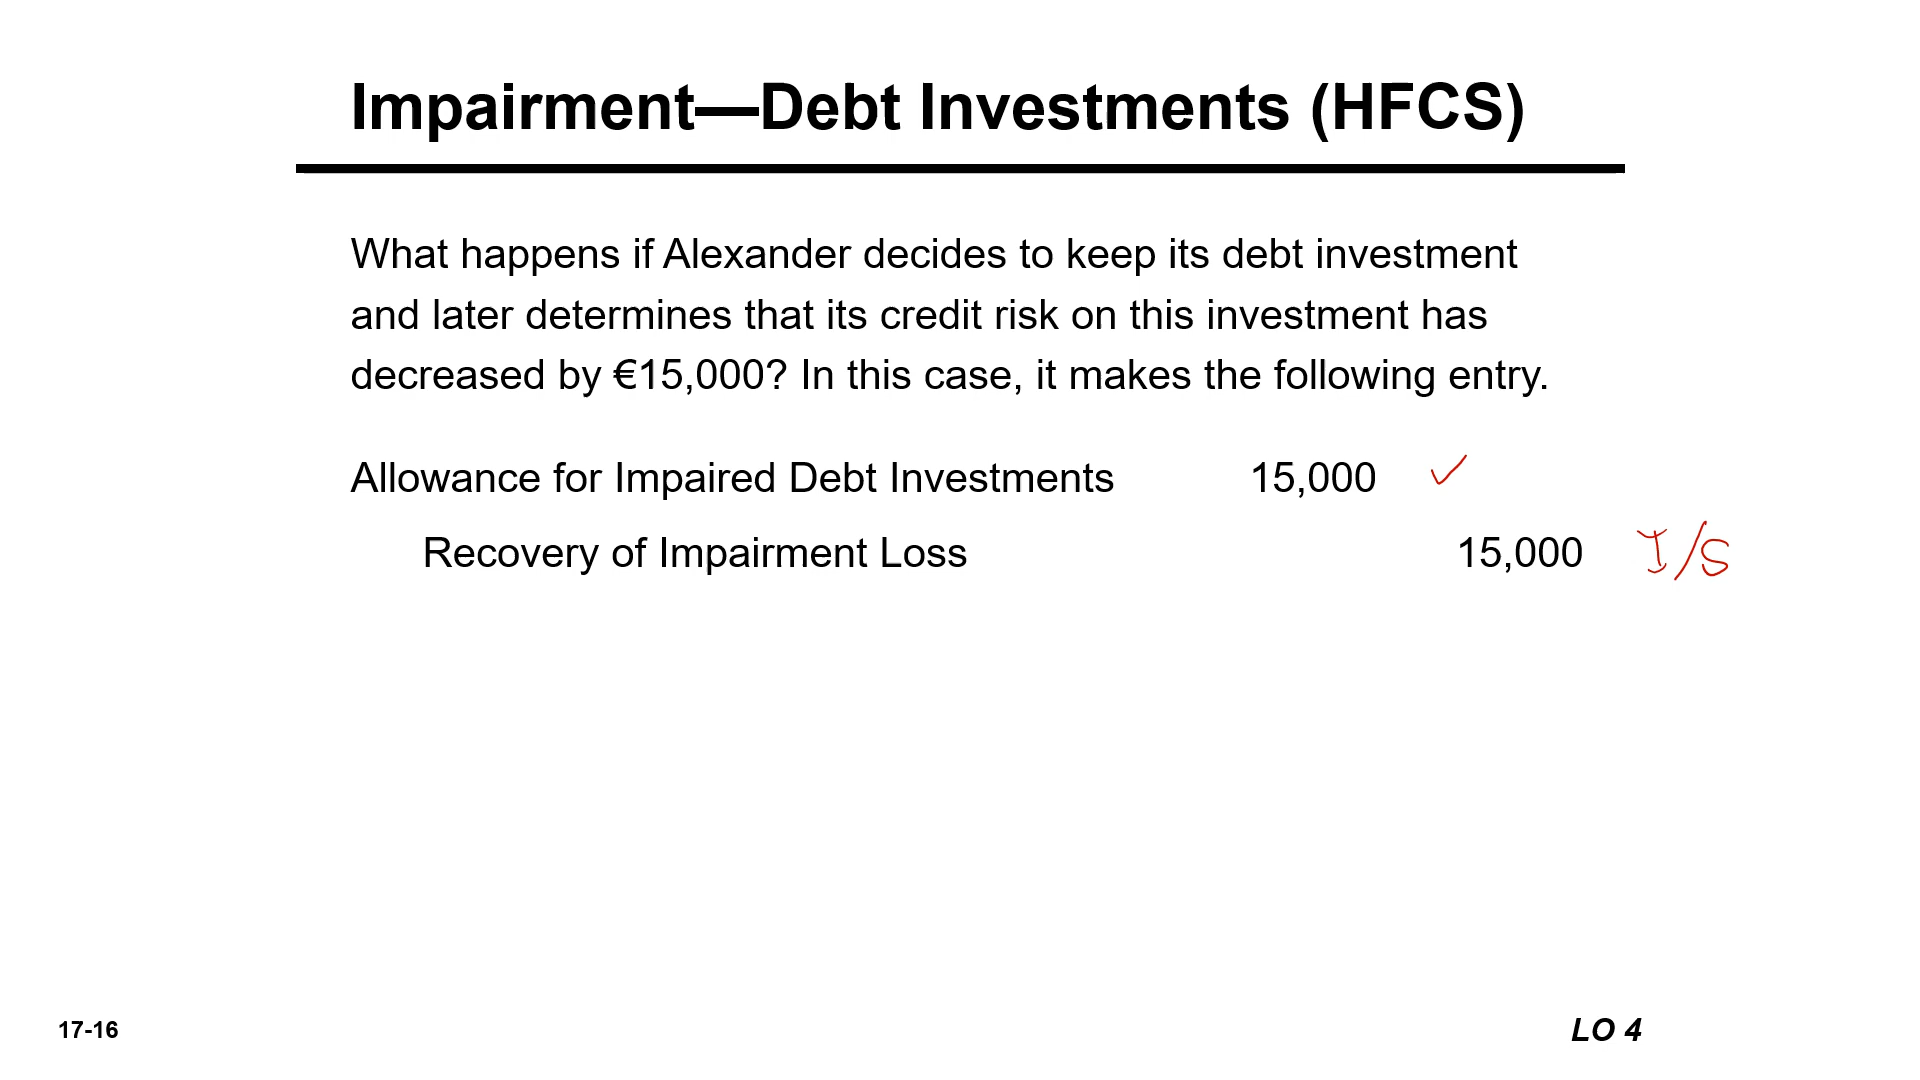 Impairment—Debt Investments (HFCS)
What happens if Alexander decides to keep its debt investment
and later determines that its credit risk on this investment has
decreased by €15,000? In this case, it makes the following entry.
Allowance for Impaired Debt Investments 15,000 ✓
Recovery of Impairment Loss 15,000 I/S
17-16 LO 4